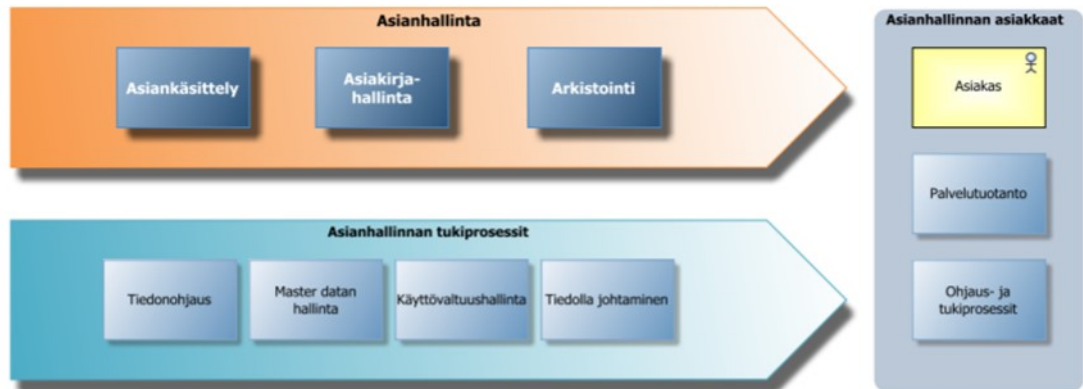 Asianhallinta
Asiankäsittely
Asiakirja-
hallinta
Arkistointi
Asianhallinnan tukiprosessit
Tiedonohjaus
Master datan
hallinta
Käyttövaltuushallinta
Tiedolla johtaminen
Asianhallinnan asiakkaat
Asiakas
Palvelutuotanto
Ohjaus- ja
tukiprosessit